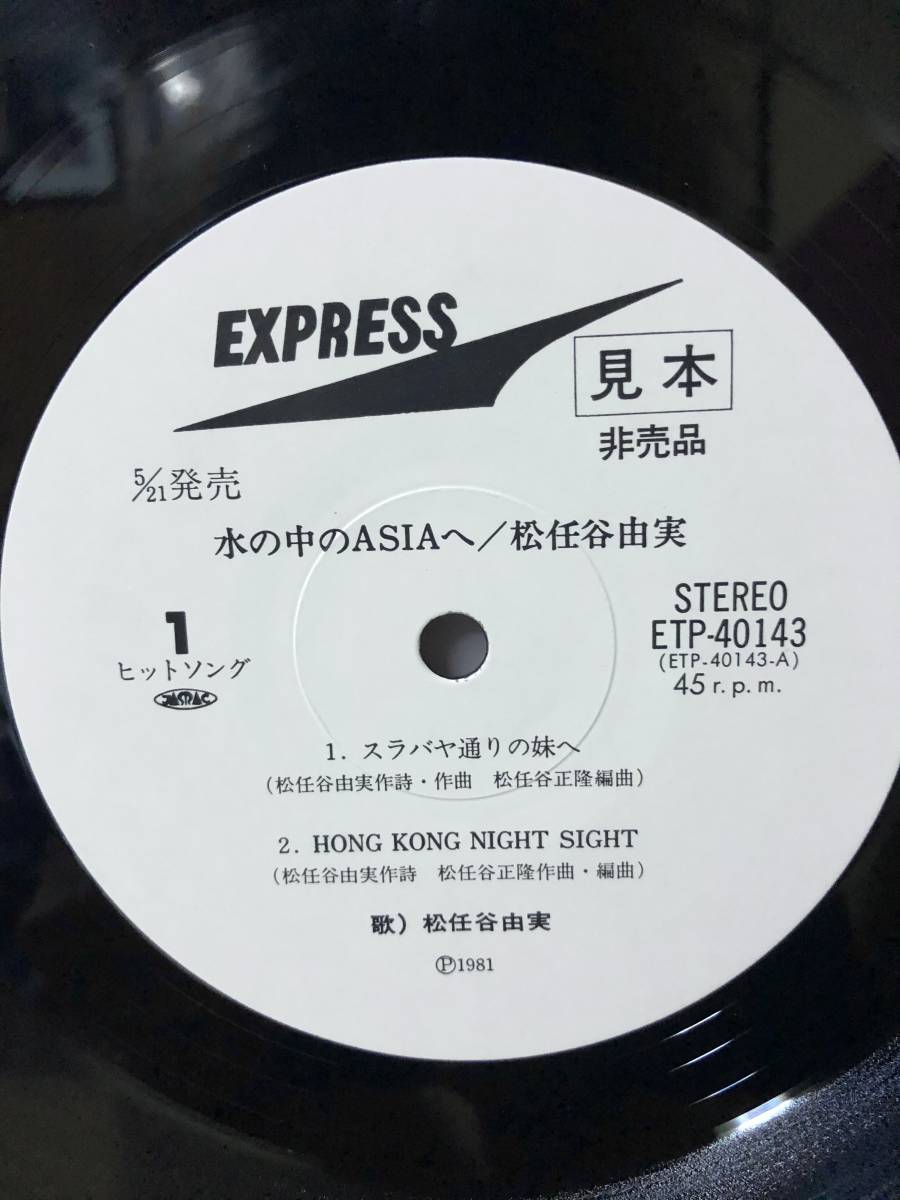 EXPRESS
見本
非売品
5/21発売
水の中のASIAへ/松任谷由実
1
ヒットソング
JASRAC
STEREO
ETP-40143
(ETP-40143-A)
45 r.p.m.
1. スラバヤ通りの妹へ
(松任谷由実作詩・作曲 松任谷正隆編曲)
2. HONG KONG NIGHT SIGHT
(松任谷由実作詩 松任谷正隆作曲・編曲)
歌) 松任谷由実
Ⓟ1981